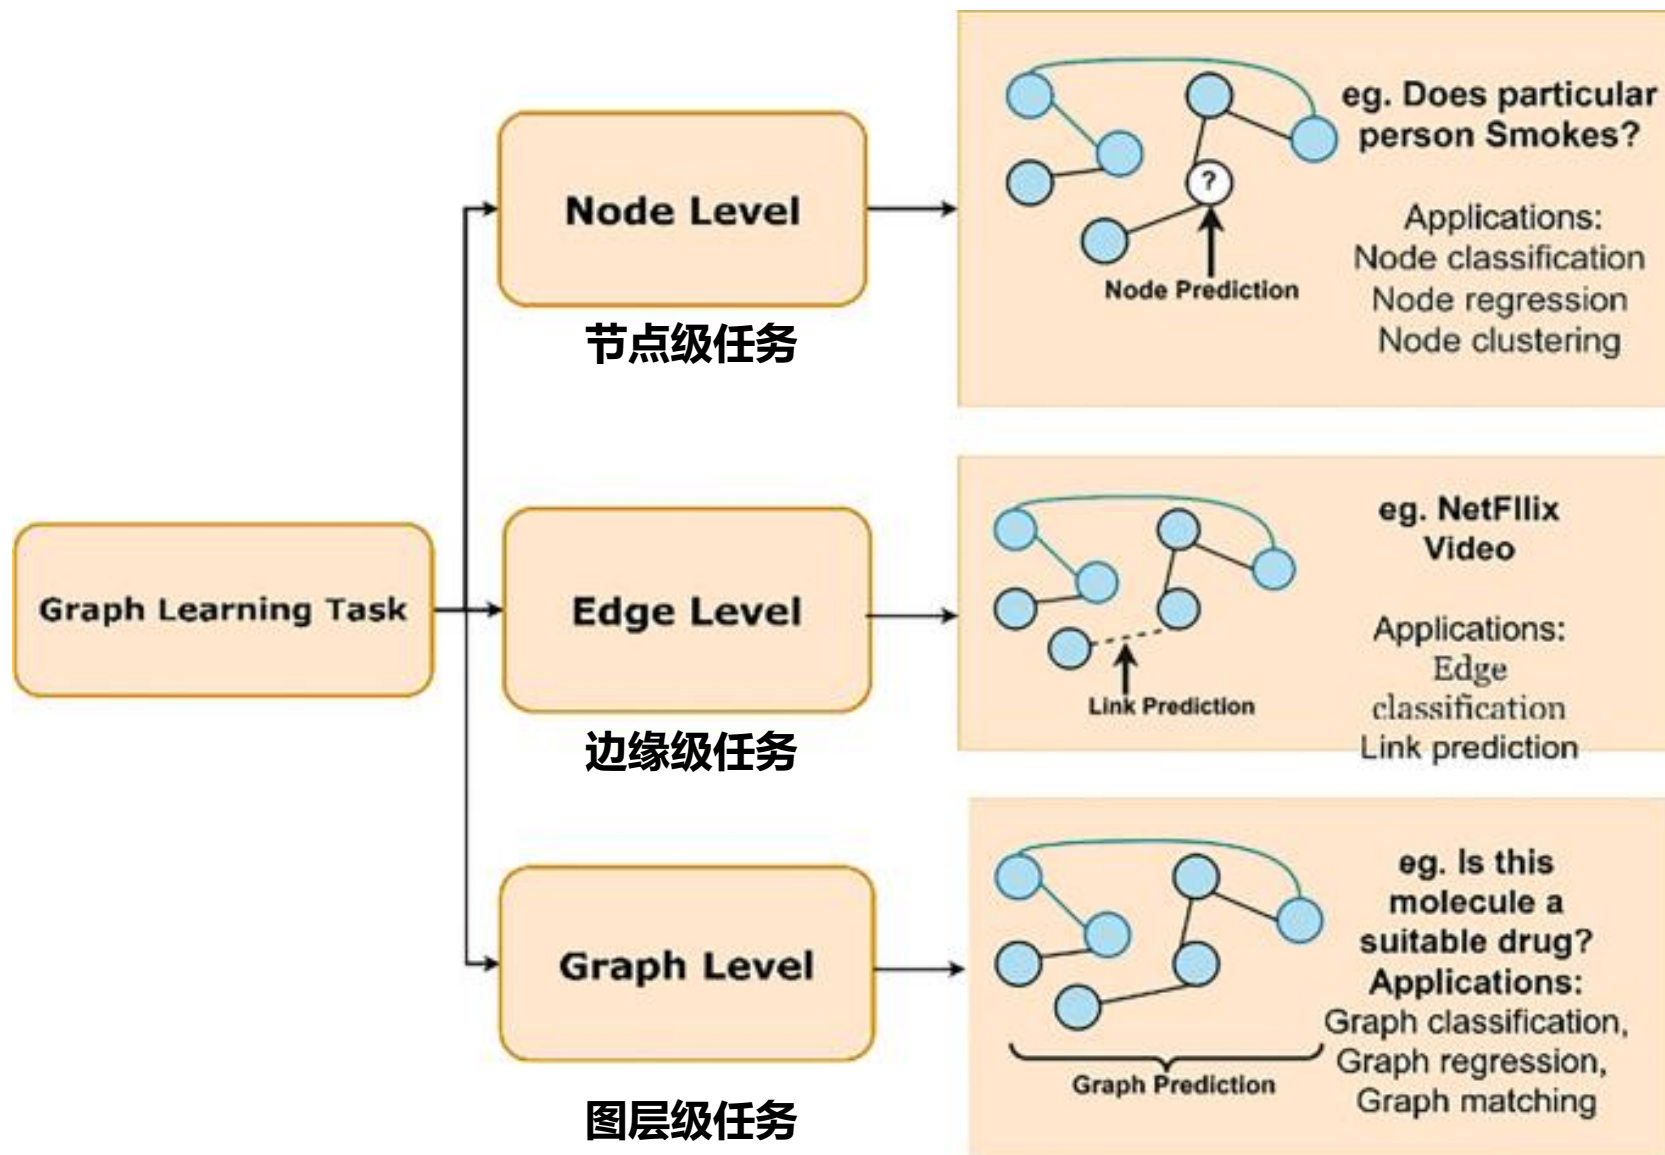 Graph Learning Task
Node Level
节点级任务
?
Node Prediction
eg. Does particular
person Smokes?
Applications:
Node classification
Node regression
Node clustering
Edge Level
边缘级任务
Link Prediction
eg. NetFllix
Video
Applications:
Edge
classification
Link prediction
Graph Level
图层级任务
Graph Prediction
eg. Is this
molecule a
suitable drug?
Applications:
Graph classification,
Graph regression,
Graph matching